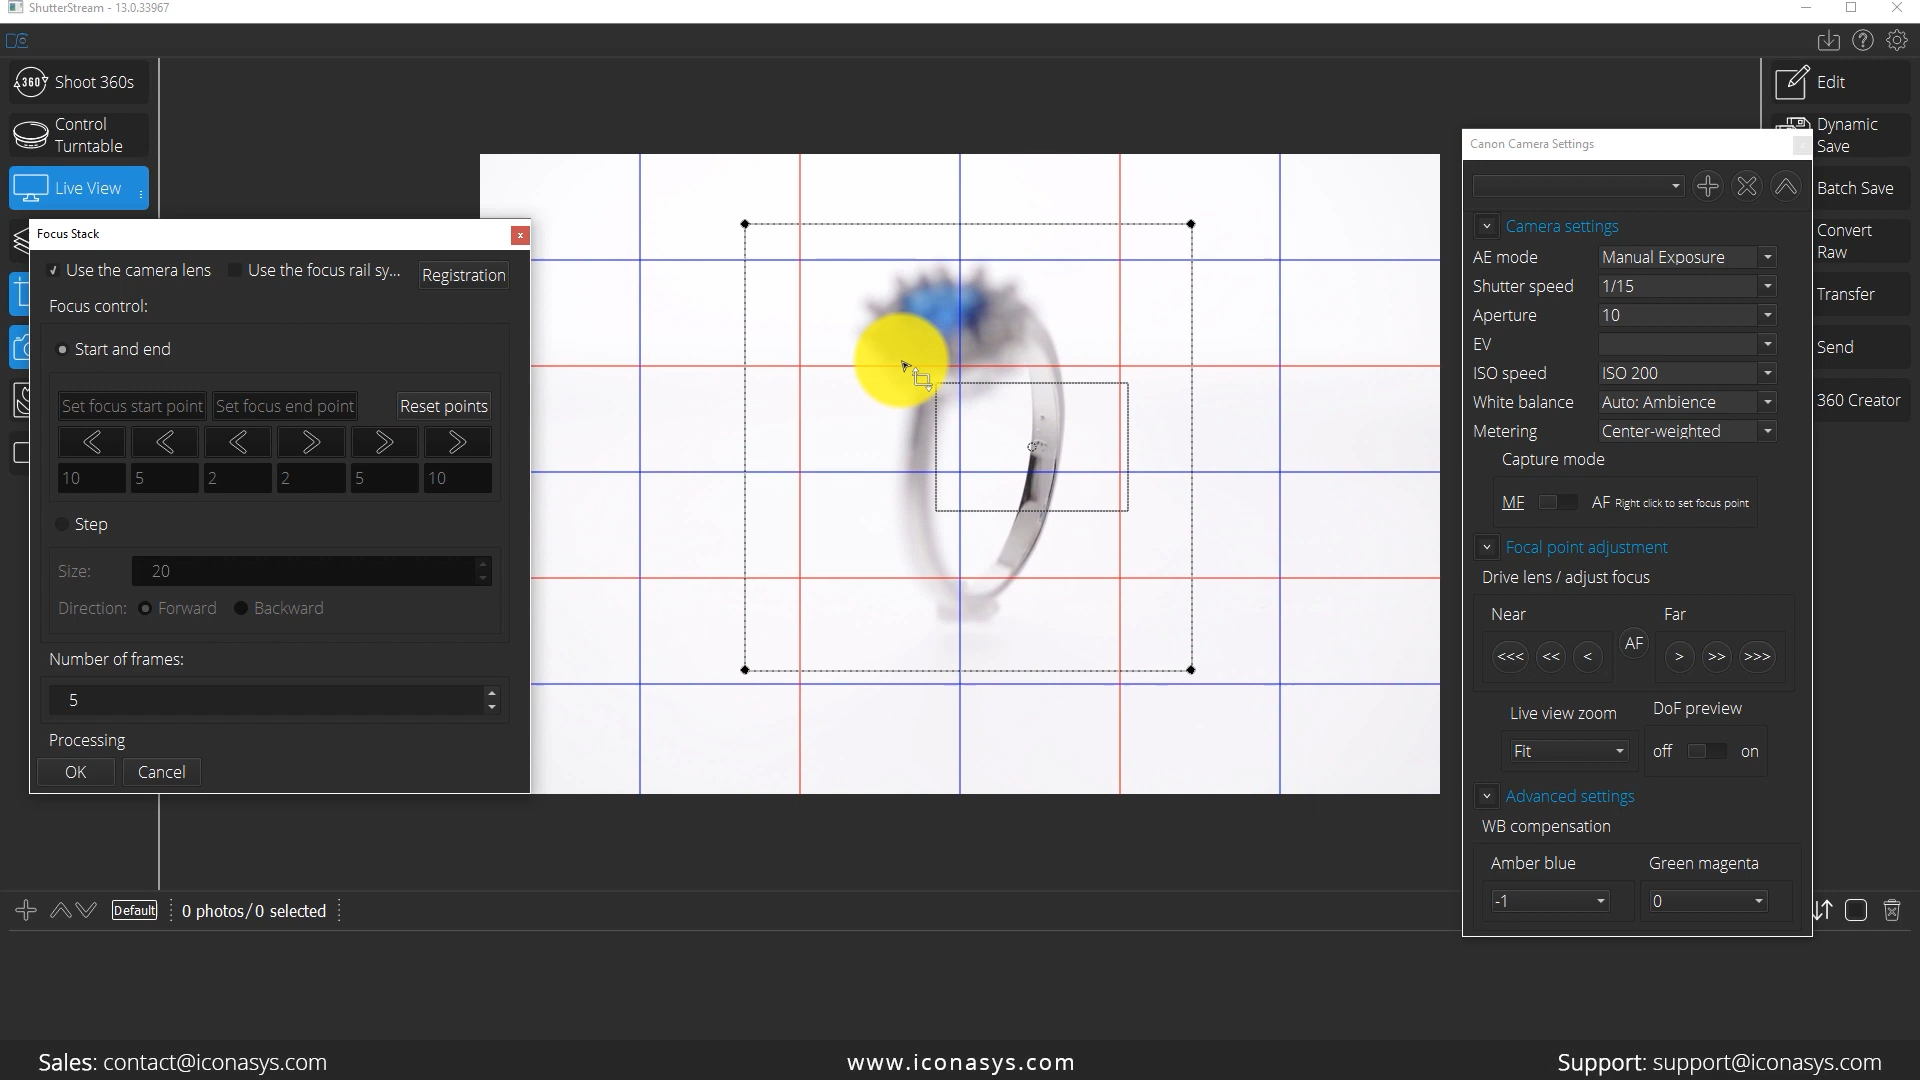 ShutterStream - 13.0.33967
360°
Shoot 360s
Control
Turntable
Live View
Edit
Dynamic
Save
Batch Save
Convert
Raw
Transfer
Send
360 Creator
Focus Stack
Use the camera lens
Use the focus rail sy...
Registration
Focus control:
Start and end
Set focus start point
Set focus end point
Reset points
10
5
2
2
5
10
Step
Size:
20
Direction:
Forward
Backward
Number of frames:
5
Processing
OK
Cancel
Canon Camera Settings
Camera settings
AE mode
Manual Exposure
Shutter speed
1/15
Aperture
10
EV
ISO speed
ISO 200
White balance
Auto: Ambience
Metering
Center-weighted
Capture mode
MF
AF Right click to set focus point
Focal point adjustment
Drive lens / adjust focus
Near
Far
<<<
<<
<
AF
>
>>
>>>
Live view zoom
DoF preview
Fit
off
on
Advanced settings
WB compensation
Amber blue
Green magenta
-1
0
Default
0 photos/0 selected
Sales: contact@iconasys.com
www.iconasys.com
Support: support@iconasys.com